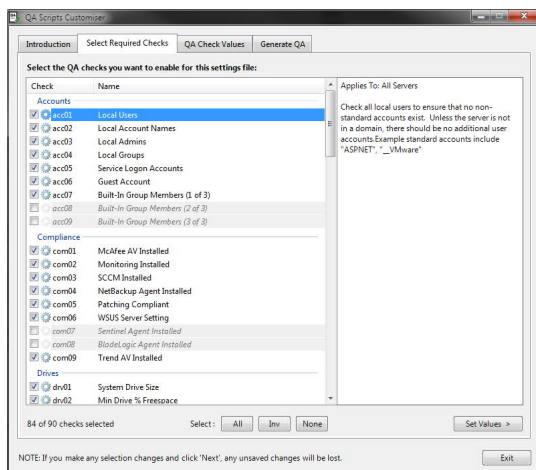 QA Scripts Customiser
Introduction Select Required Checks QA Check Values Generate QA
Select the QA checks you want to enable for this settings file:
Check Name
Accounts
acc01 Local Users
acc02 Local Account Names
acc03 Local Admins
acc04 Local Groups
acc05 Service Logon Accounts
acc06 Guest Account
acc07 Built-In Group Members (1 of 3)
acc08 Built-In Group Members (2 of 3)
acc09 Built-In Group Members (3 of 3)
Compliance
com01 McAfee AV Installed
com02 Monitoring Installed
com03 SCCM Installed
com04 NetBackup Agent Installed
com05 Patching Compliant
com06 WSUS Server Setting
com07 Sentinel Agent Installed
com08 BladeLogic Agent Installed
com09 Trend AV Installed
Drives
drv01 System Drive Size
drv02 Min Drive % Freespace
Applies To: All Servers
Check all local users to ensure that no non-
standard accounts exist. Unless the server is not
in a domain, there should be no additional user
accounts.Example standard accounts include
"ASPNET", "__VMware"
84 of 90 checks selected Select : All Inv None Set Values >
NOTE: If you make any selection changes and click 'Next', any unsaved changes will be lost. Exit